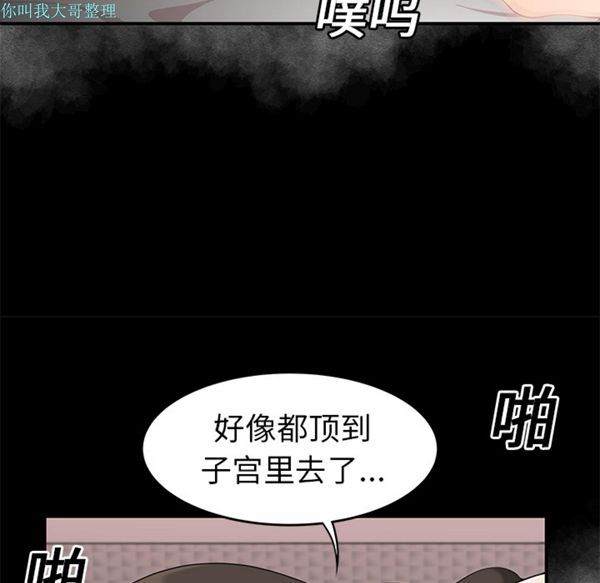 你叫我大哥整理
噗呜
啪
好像都顶到
子宫里去了...
啪